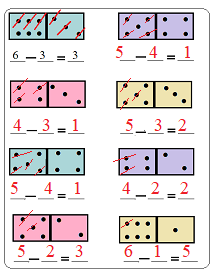 6 – 3 = 3
5 – 4 = 1
4 – 3 = 1
5 – 3 = 2
5 – 4 = 1
4 – 2 = 2
5 – 2 = 3
6 – 1 = 5